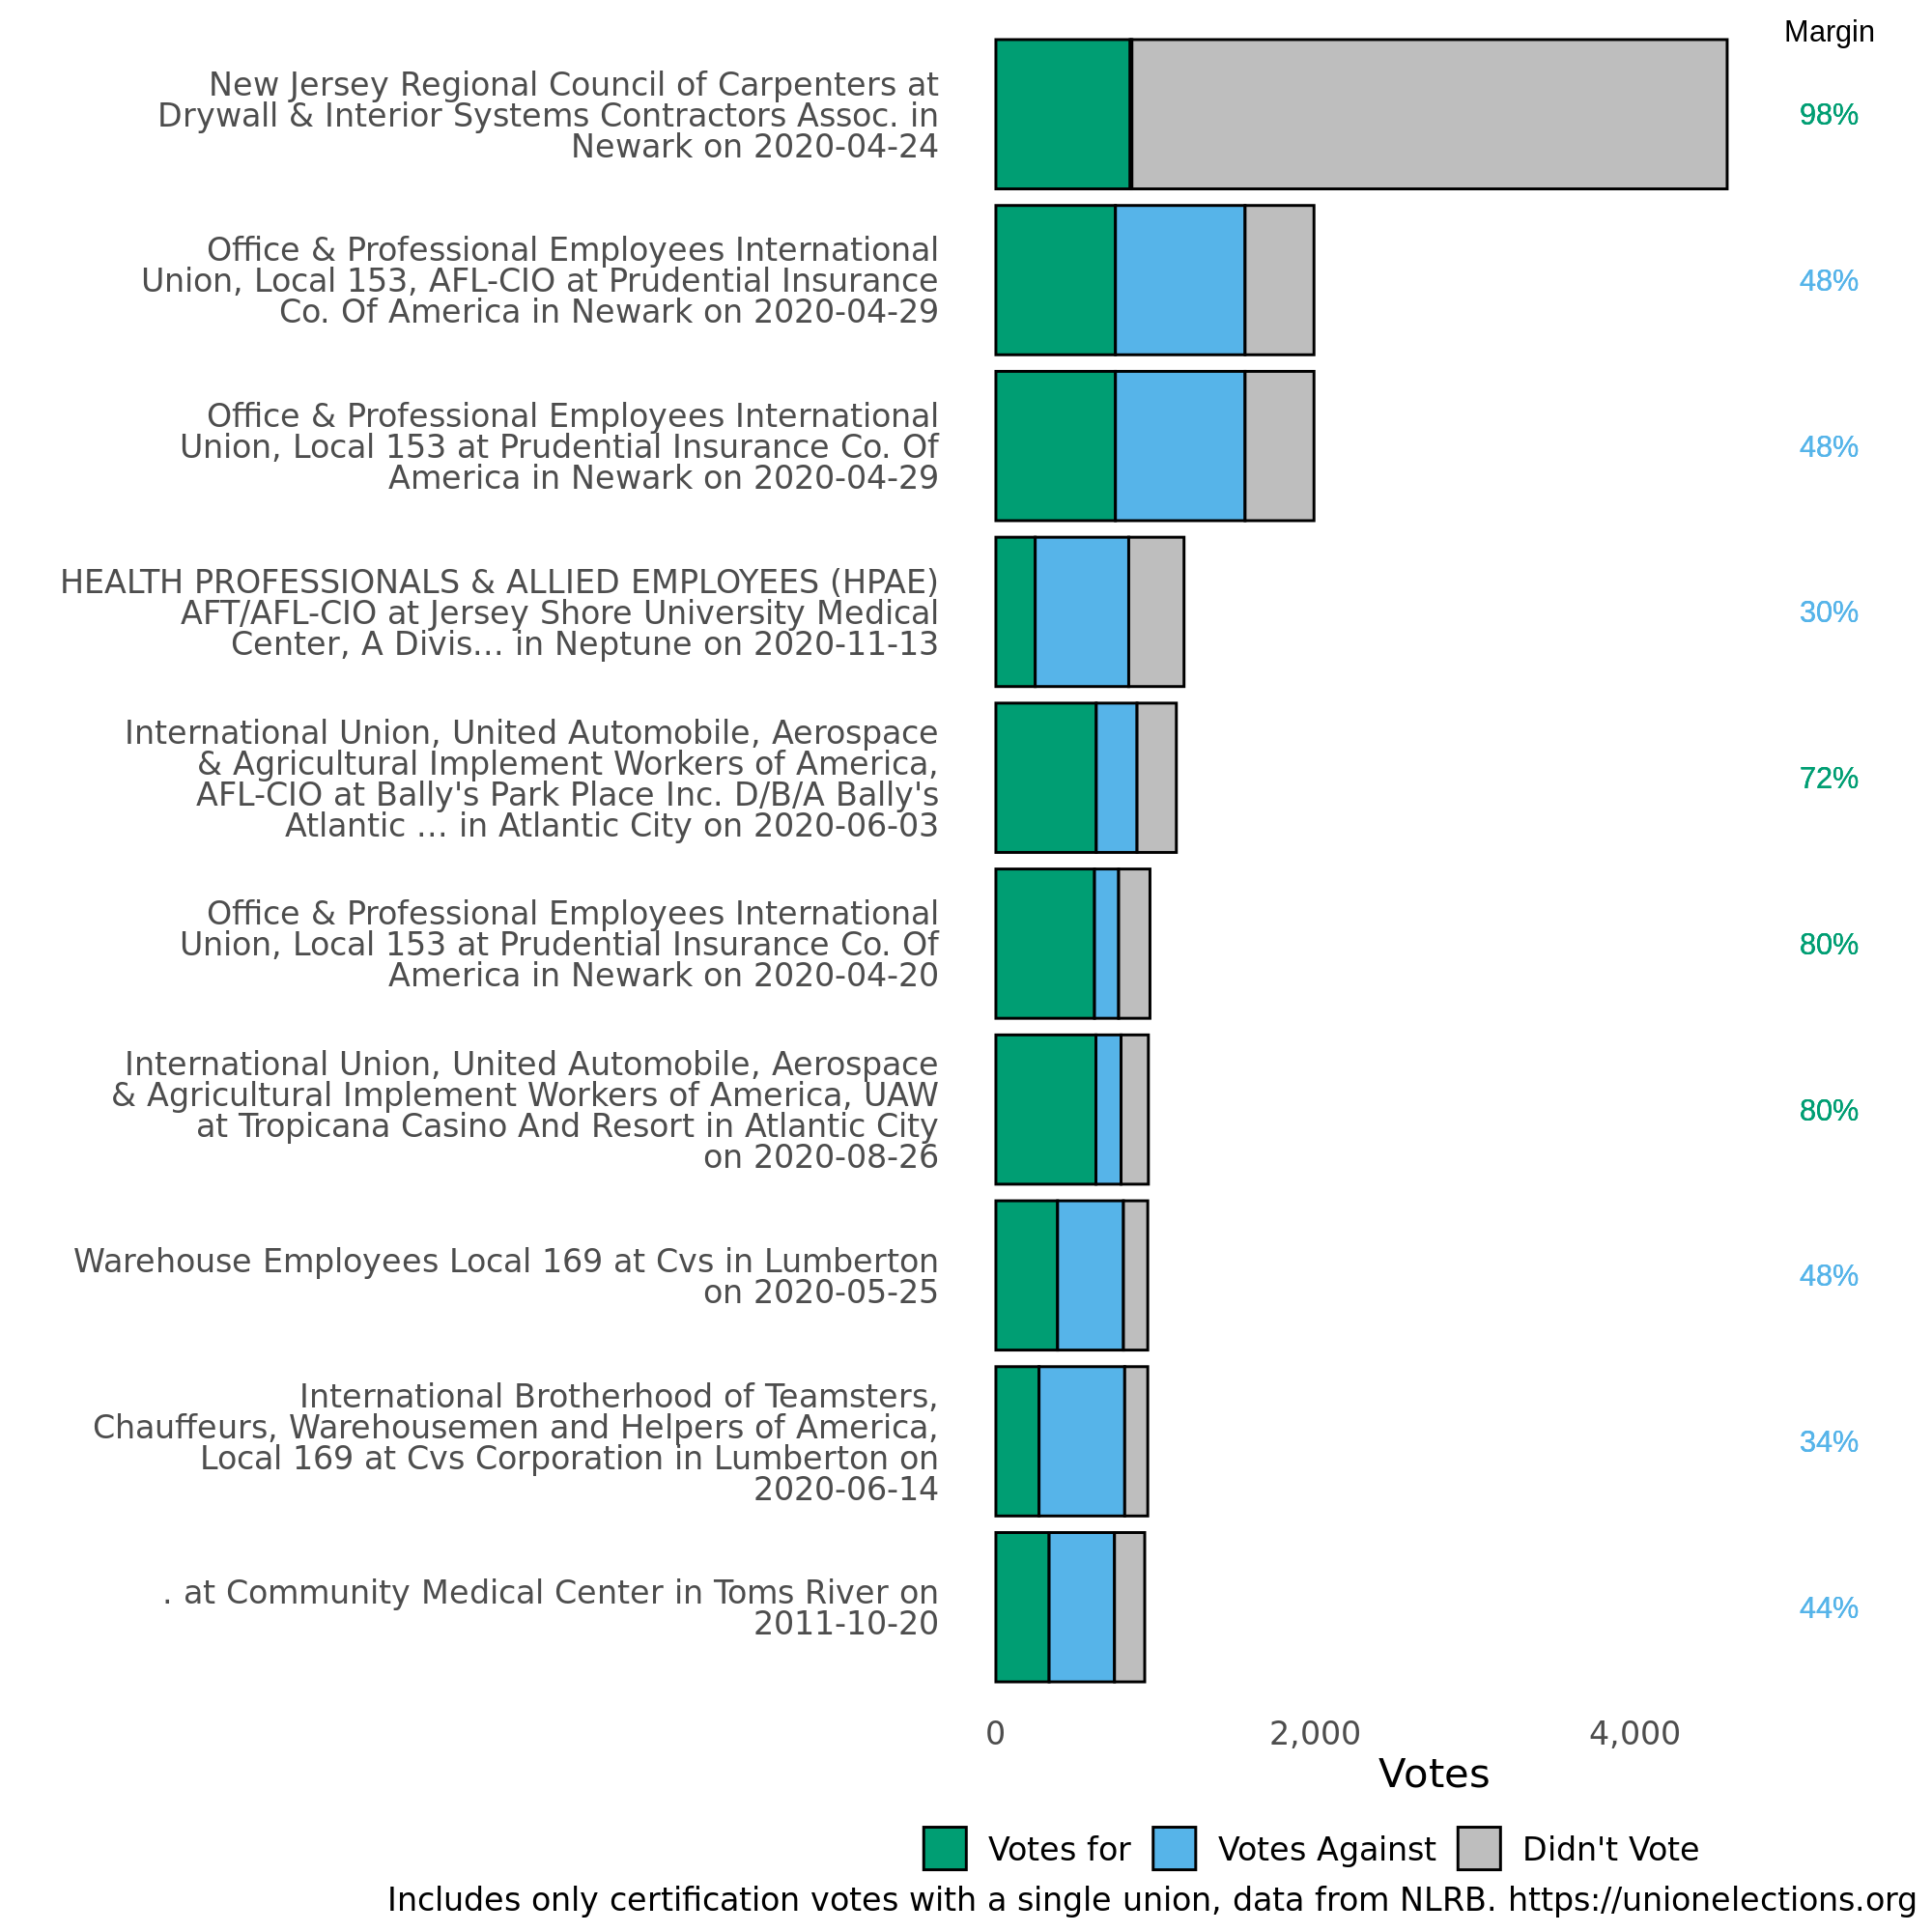 Margin
New Jersey Regional Council of Carpenters at
Drywall & Interior Systems Contractors Assoc. in
Newark on 2020-04-24
98%
Office & Professional Employees International
Union, Local 153, AFL-CIO at Prudential Insurance
Co. Of America in Newark on 2020-04-29
48%
Office & Professional Employees International
Union, Local 153 at Prudential Insurance Co. Of
America in Newark on 2020-04-29
48%
HEALTH PROFESSIONALS & ALLIED EMPLOYEES (HPAE)
AFT/AFL-CIO at Jersey Shore University Medical
Center, A Divis... in Neptune on 2020-11-13
30%
International Union, United Automobile, Aerospace
& Agricultural Implement Workers of America,
AFL-CIO at Bally's Park Place Inc. D/B/A Bally's
Atlantic ... in Atlantic City on 2020-06-03
72%
Office & Professional Employees International
Union, Local 153 at Prudential Insurance Co. Of
America in Newark on 2020-04-20
80%
International Union, United Automobile, Aerospace
& Agricultural Implement Workers of America, UAW
at Tropicana Casino And Resort in Atlantic City
on 2020-08-26
80%
Warehouse Employees Local 169 at Cvs in Lumberton
on 2020-05-25
48%
International Brotherhood of Teamsters,
Chauffeurs, Warehousemen and Helpers of America,
Local 169 at Cvs Corporation in Lumberton on
2020-06-14
34%
. at Community Medical Center in Toms River on
2011-10-20
44%
0 2,000 4,000
Votes
Votes for Votes Against Didn't Vote
Includes only certification votes with a single union, data from NLRB. https://unionelections.org